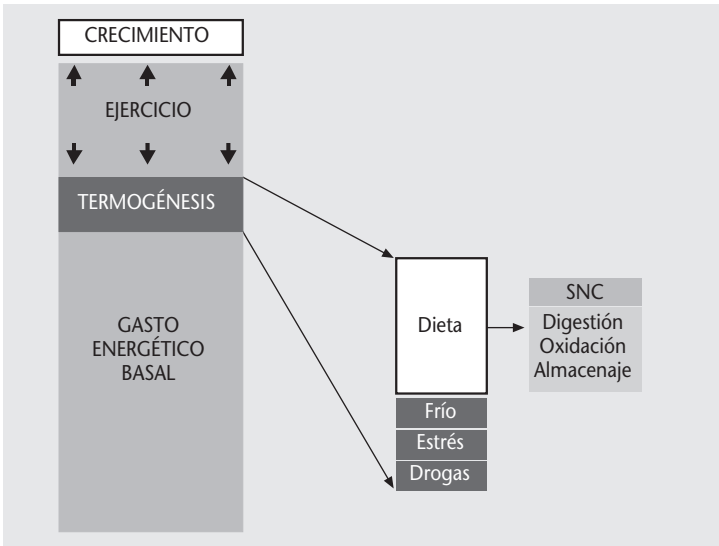 CRECIMIENTO
EJERCICIO
TERMOGÉNESIS
GASTO
ENERGÉTICO
BASAL
Dieta
Frío
Estrés
Drogas
SNC
Digestión
Oxidación
Almacenaje